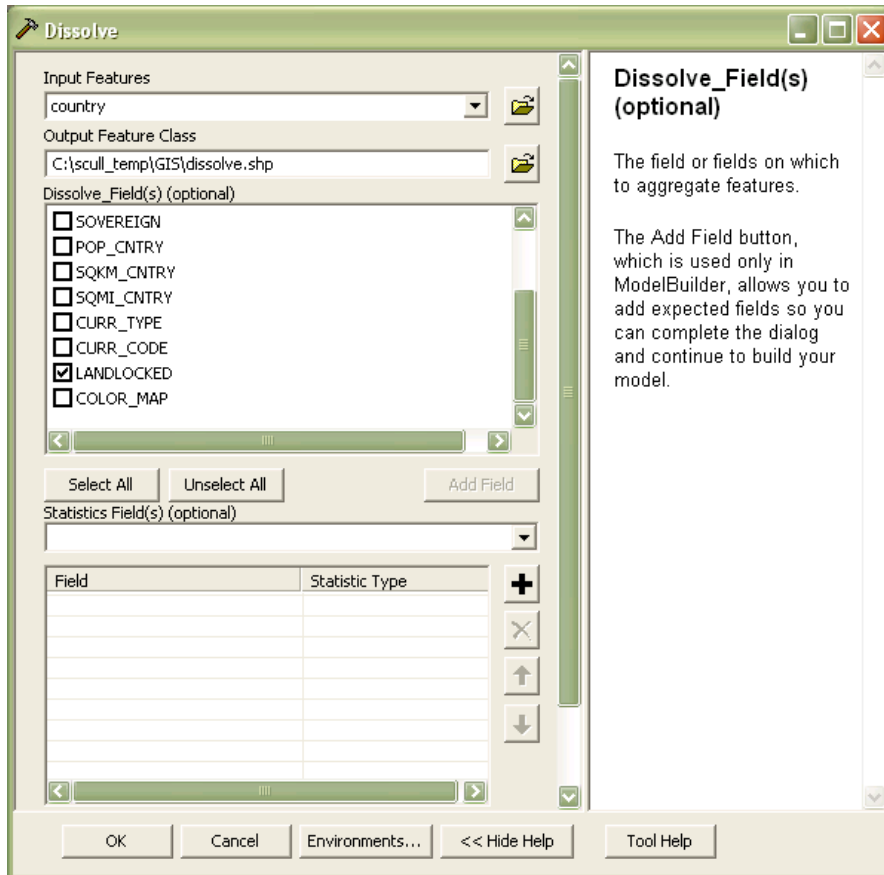 Dissolve
Input Features
country
Output Feature Class
C:\scull_temp\GIS\dissolve.shp
Dissolve_Field(s) (optional)
SOVEREIGN
POP_CNTRY
SQKM_CNTRY
SQMI_CNTRY
CURR_TYPE
CURR_CODE
LANDLOCKED
COLOR_MAP
Select All
Unselect All
Add Field
Statistics Field(s) (optional)
Field
Statistic Type
OK
Cancel
Environments...
<< Hide Help
Tool Help
Dissolve_Field(s)
(optional)
The field or fields on which
to aggregate features.
The Add Field button,
which is used only in
ModelBuilder, allows you to
add expected fields so you
can complete the dialog
and continue to build your
model.